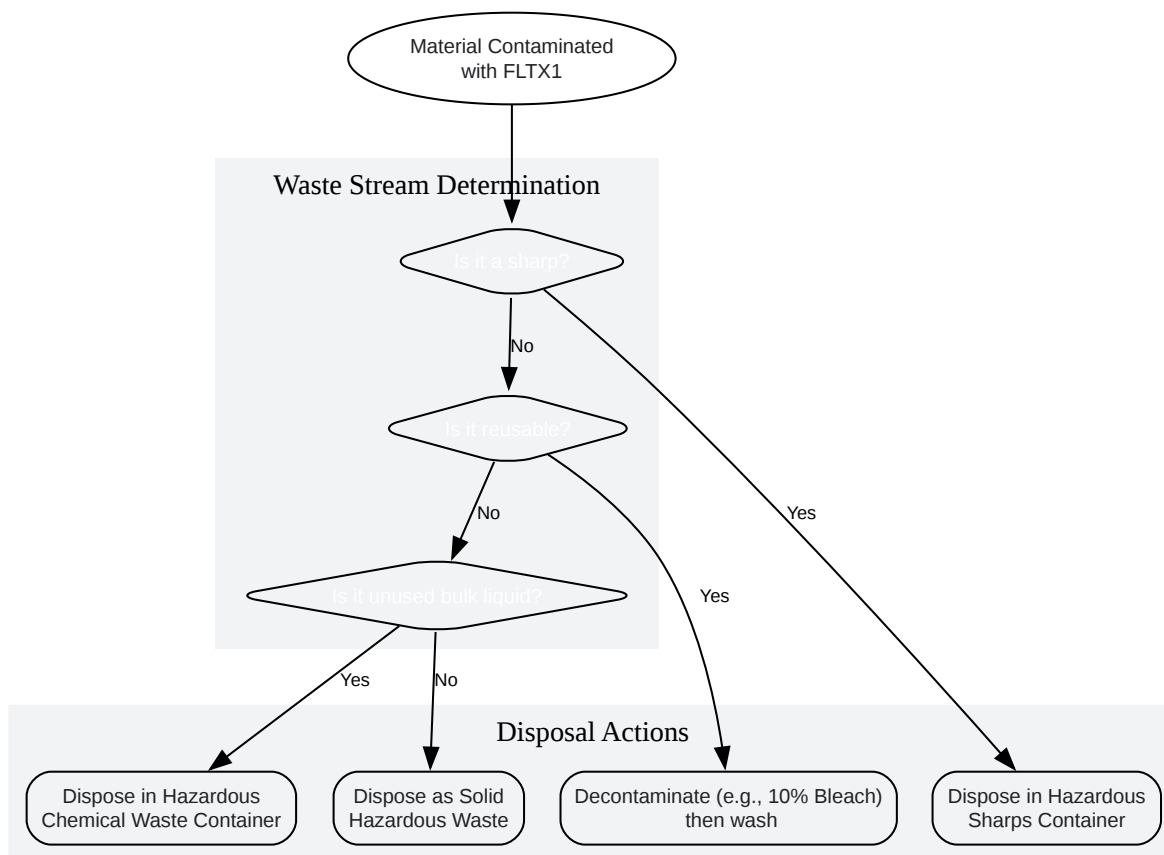 Material Contaminated
with FLTX1
Waste Stream Determination
Is it a sharp?
No
Is it reusable?
No
Yes
Is it unused bulk liquid?
Yes
Yes
No
Disposal Actions
Dispose in Hazardous
Chemical Waste Container
Dispose as Solid
Hazardous Waste
Decontaminate (e.g., 10% Bleach)
then wash
Dispose in Hazardous
Sharps Container